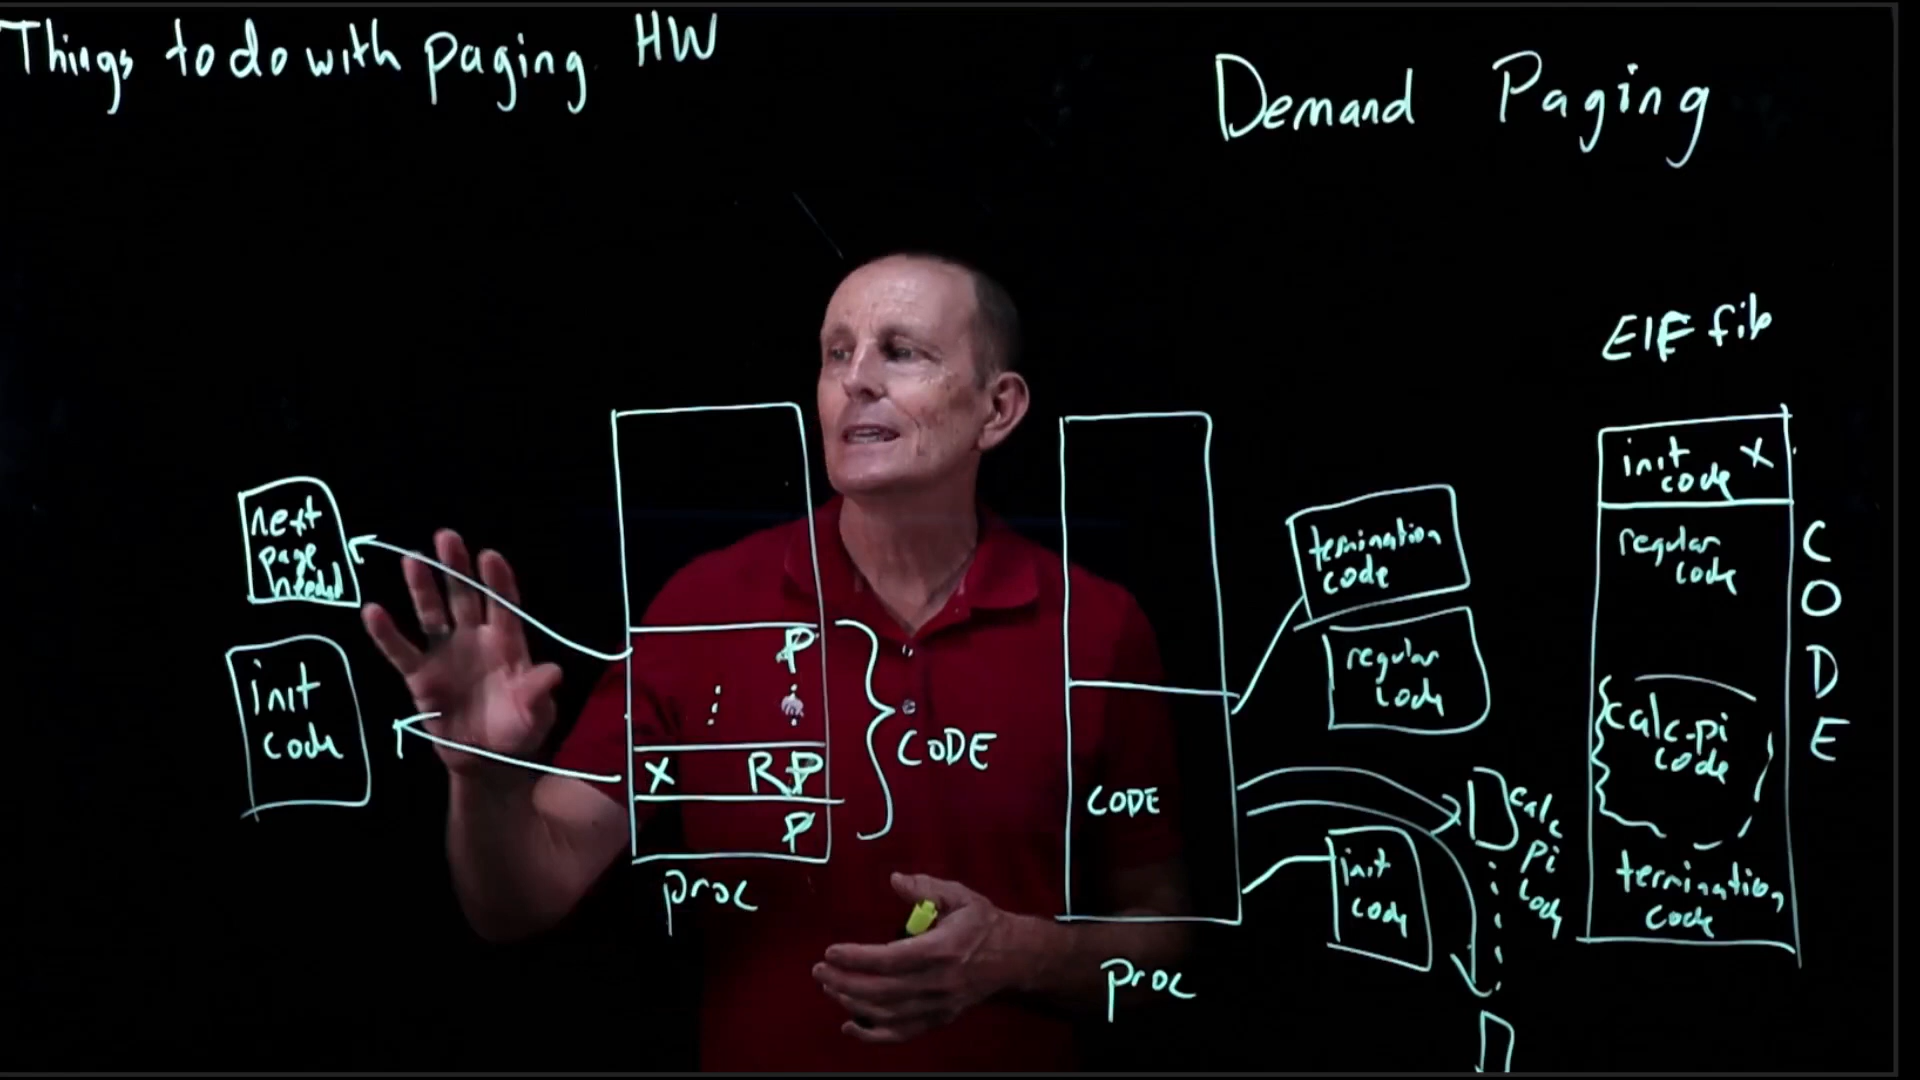 Things to do with paging HW
Demand Paging
ElF file
next
page
needed
init
code
P
X RP
P
CODE
proc
CODE
proc
termination
code
regular
code
init
code
calc
pi
code
init
code X
regular
code
calc-pi
code
termination
code
CODE